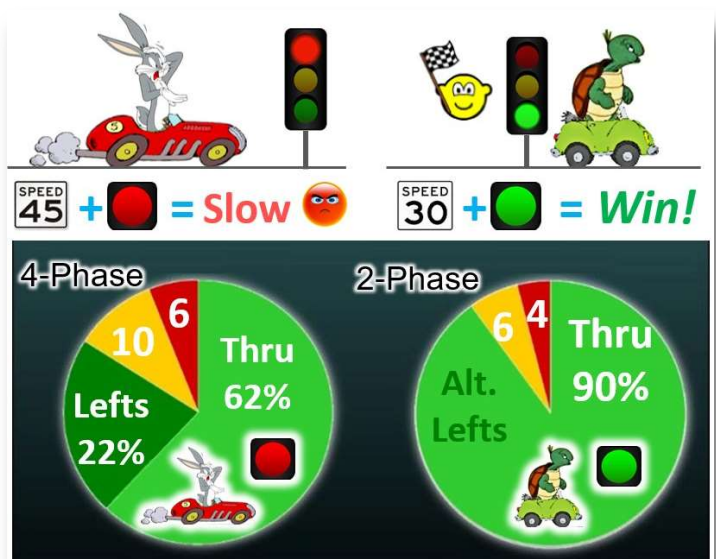 SPEED
45
+ = Slow
SPEED
30
+ = Win!
4-Phase
6
10
Thru
62%
Lefts
22%
2-Phase
6
4
Thru
90%
Alt.
Lefts